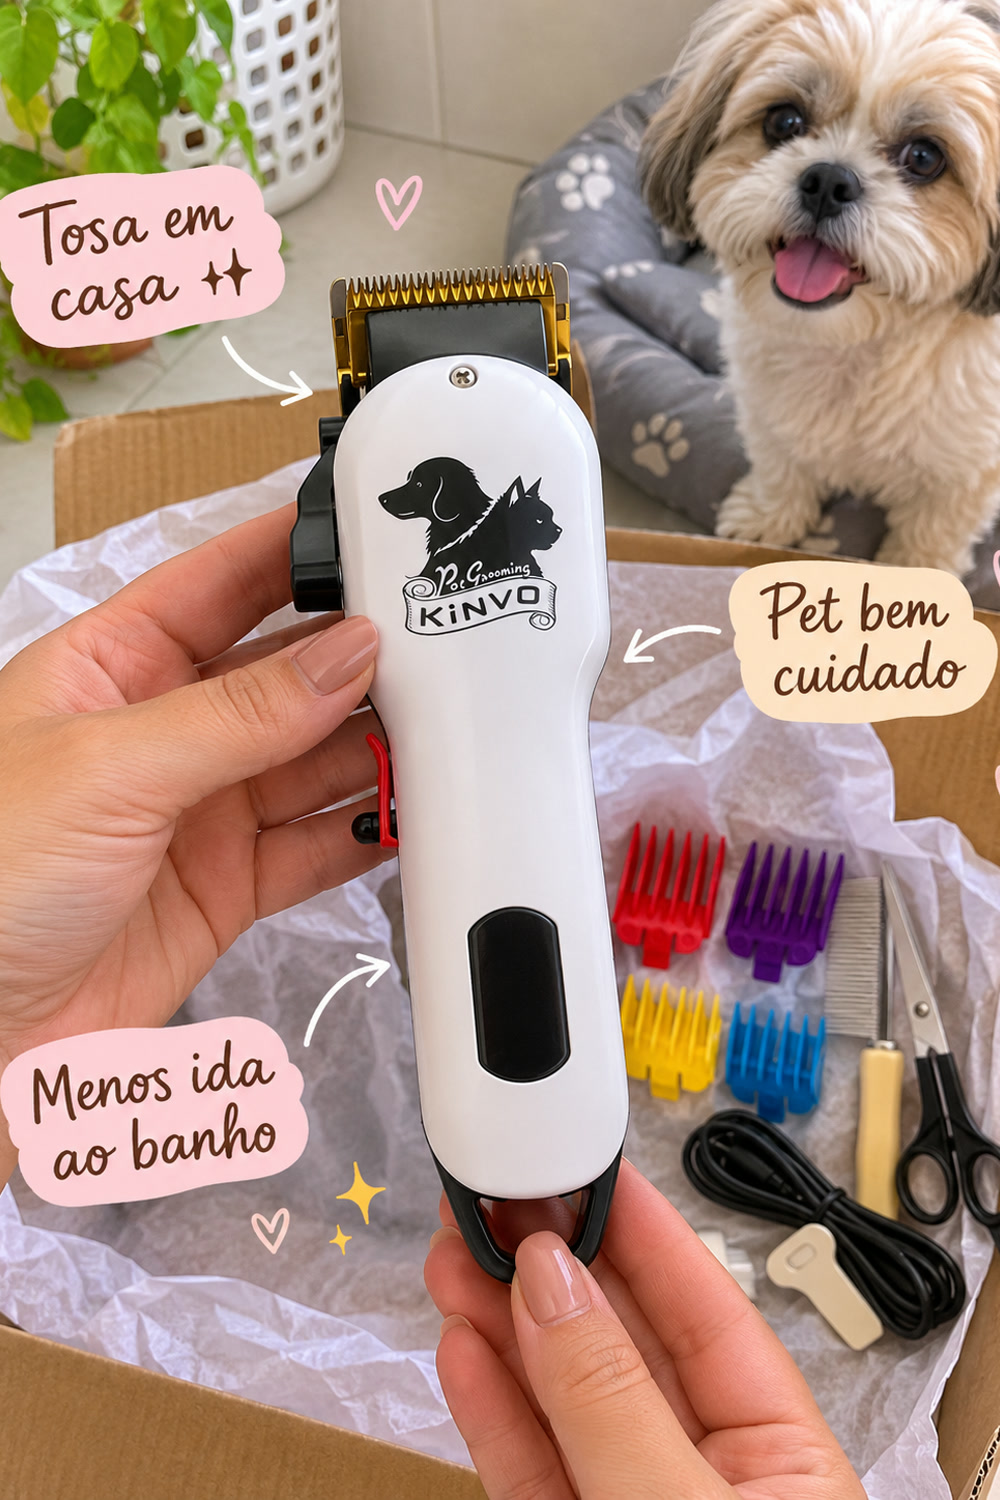 Tosa em
casa
Pet Grooming
KiNVO
Pet bem
cuidado
Menos ida
ao banho